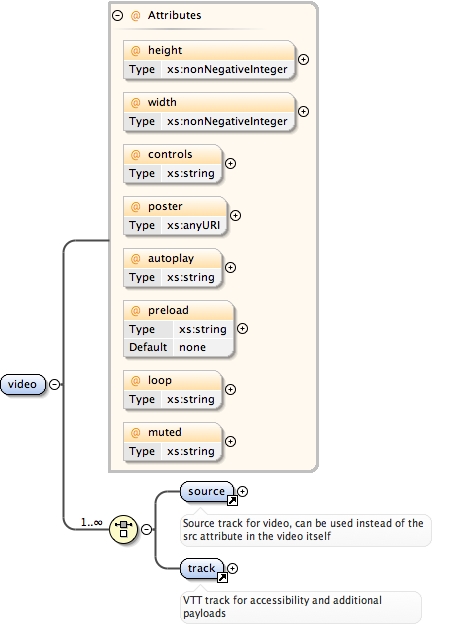 @ Attributes
@ height
Type xs:nonNegativeInteger
@ width
Type xs:nonNegativeInteger
@ controls
Type xs:string
@ poster
Type xs:anyURI
@ autoplay
Type xs:string
@ preload
Type xs:string
Default none
@ loop
Type xs:string
@ muted
Type xs:string
video
1..∞
source
Source track for video, can be used instead of the
src attribute in the video itself
track
VTT track for accessibility and additional
payloads